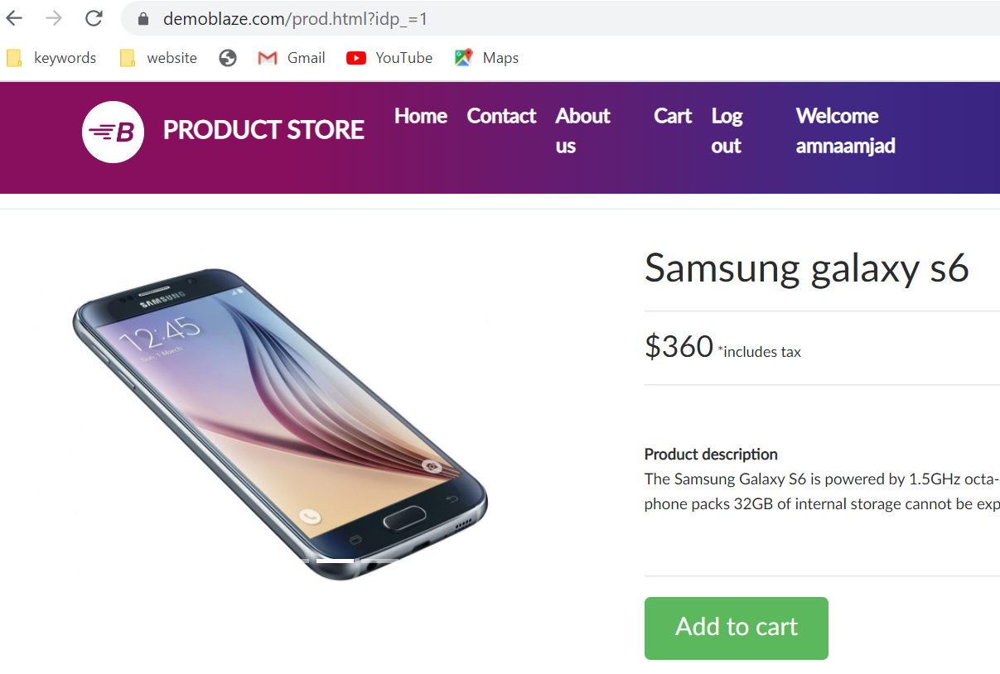 demoblaze.com/prod.html?idp_=1
keywords website Gmail YouTube Maps
B PRODUCT STORE
Home Contact About us Cart Log out Welcome amnaamjad
Samsung galaxy s6
SAMSUNG
12:45
Sun, 1 March
$360 *includes tax
Product description
The Samsung Galaxy S6 is powered by 1.5GHz octa-
phone packs 32GB of internal storage cannot be exp
Add to cart